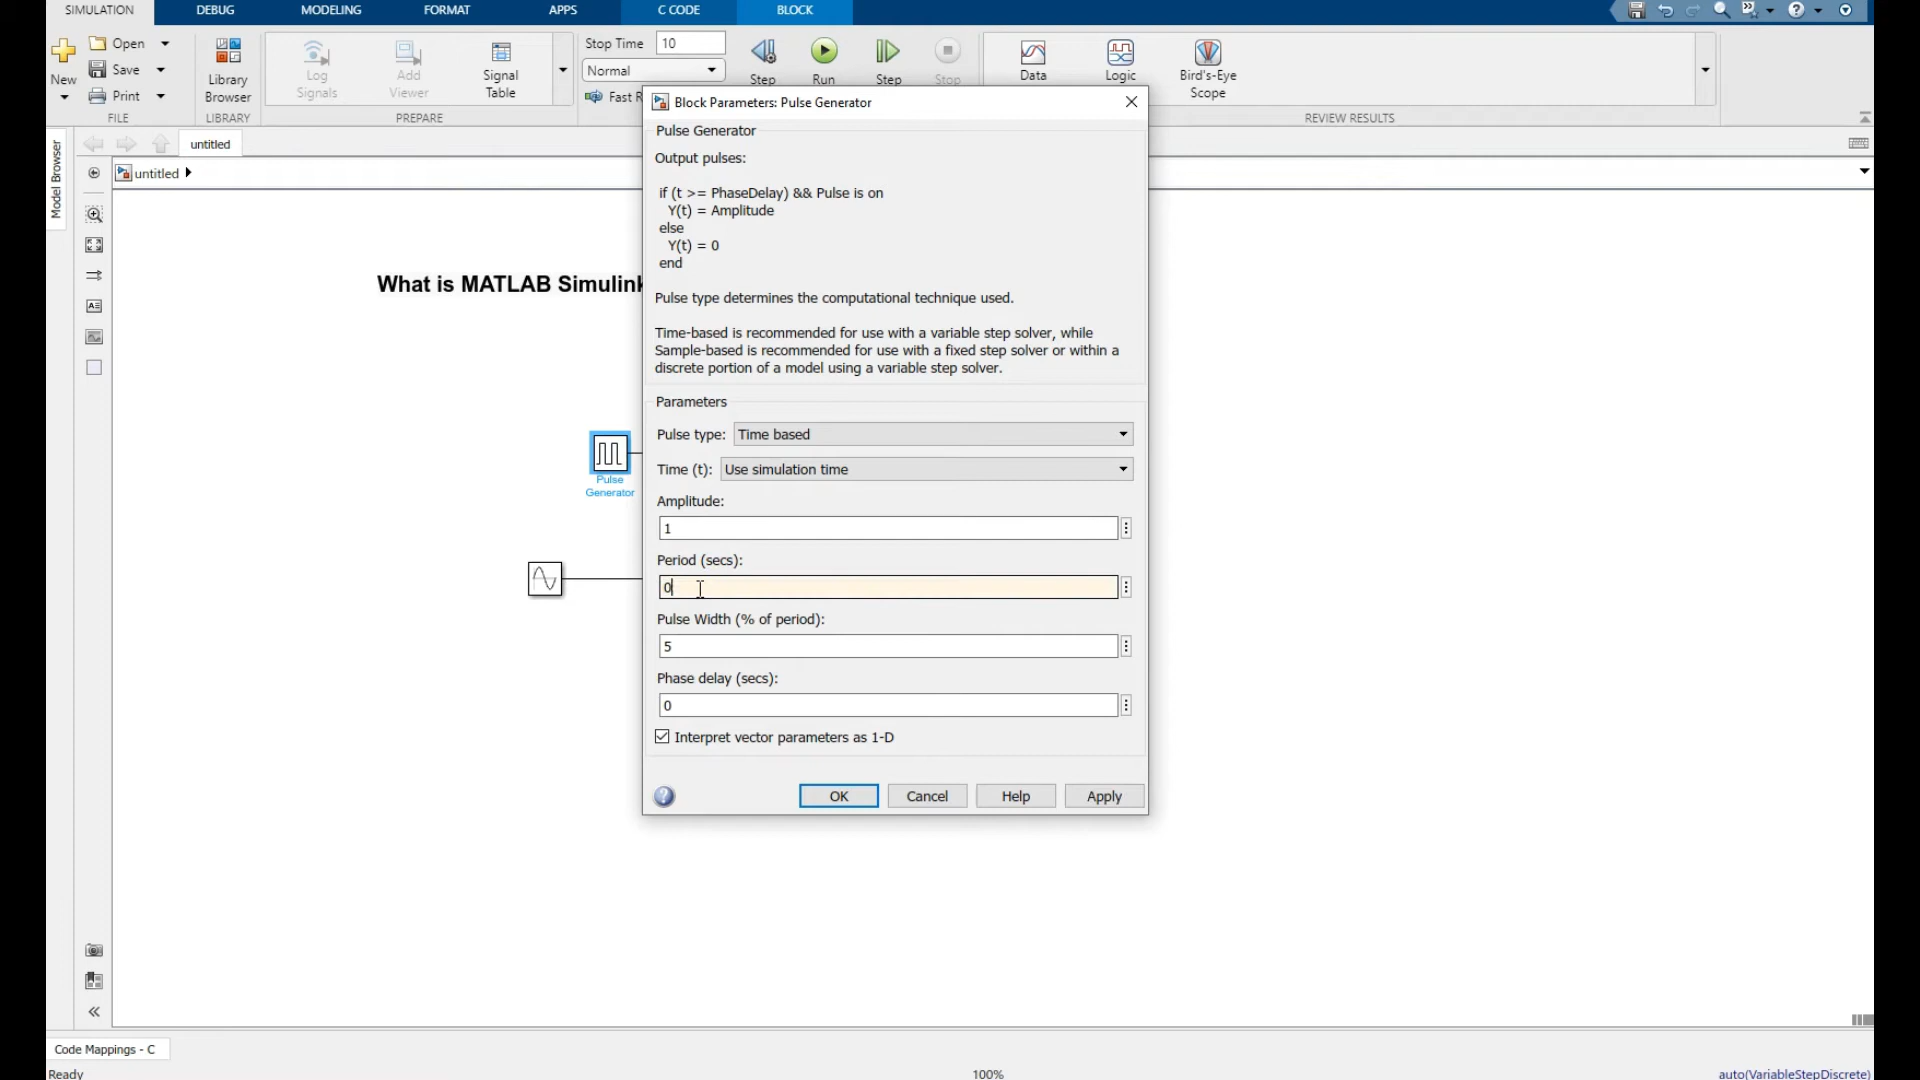 SIMULATION
DEBUG
MODELING
FORMAT
APPS
C CODE
BLOCK
New
Open
Save
Print
FILE
Library
Browser
LIBRARY
Log
Signals
Add
Viewer
Signal
Table
PREPARE
Stop Time
10
Normal
Fast R
Step
Run
Step
Stop
Data
Logic
Bird's-Eye
Scope
REVIEW RESULTS
Model Browser
untitled
untitled
What is MATLAB Simulink
Pulse
Generator
Block Parameters: Pulse Generator
Pulse Generator
Output pulses:
if (t >= PhaseDelay) && Pulse is on
Y(t) = Amplitude
else
Y(t) = 0
end
Pulse type determines the computational technique used.
Time-based is recommended for use with a variable step solver, while
Sample-based is recommended for use with a fixed step solver or within a
discrete portion of a model using a variable step solver.
Parameters
Pulse type: Time based
Time (t): Use simulation time
Amplitude:
1
Period (secs):
0
Pulse Width (% of period):
5
Phase delay (secs):
0
Interpret vector parameters as 1-D
OK
Cancel
Help
Apply
Code Mappings - C
Ready
100%
auto(VariableStepDiscrete)